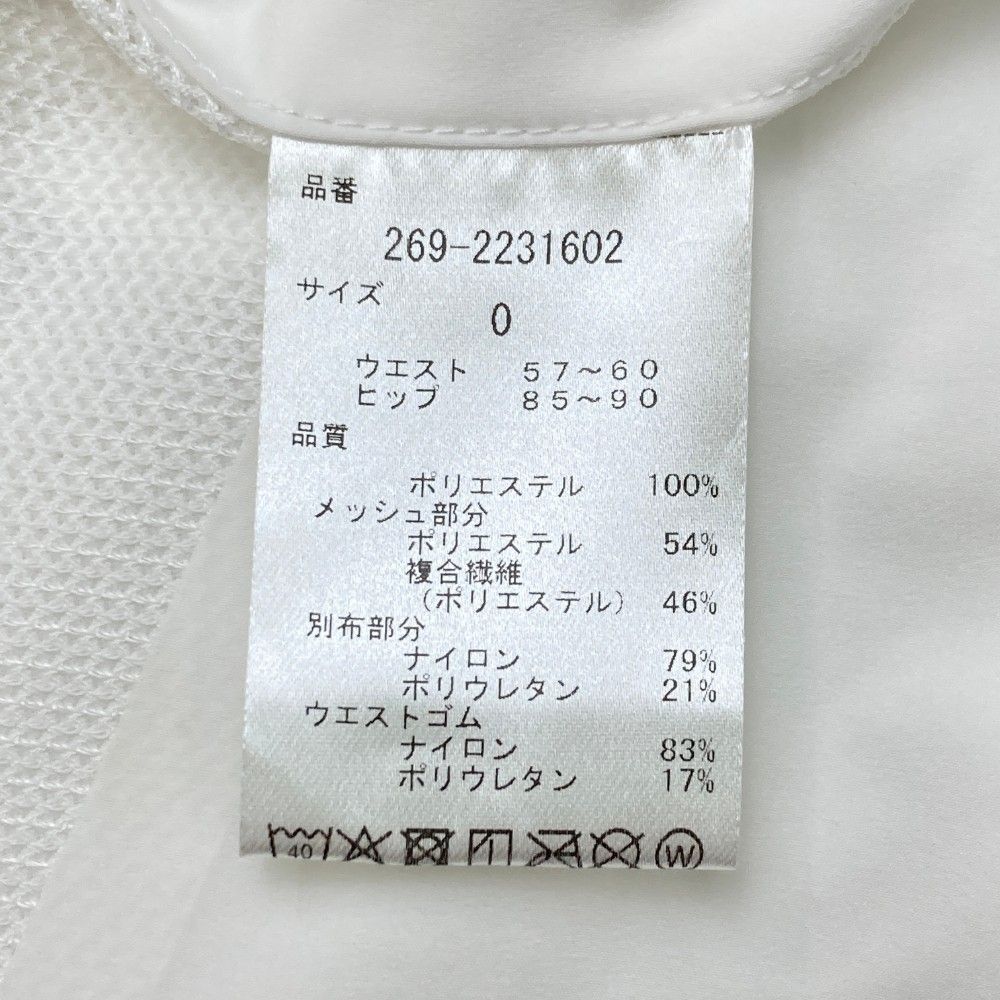 品番
269-2231602
サイズ
0
ウエスト 57~60
ヒップ 85~90
品質
ポリエステル 100%
メッシュ部分
ポリエステル 54%
複合繊維
(ポリエステル) 46%
別布部分
ナイロン 79%
ポリウレタン 21%
ウエストゴム
ナイロン 83%
ポリウレタン 17%
40 W